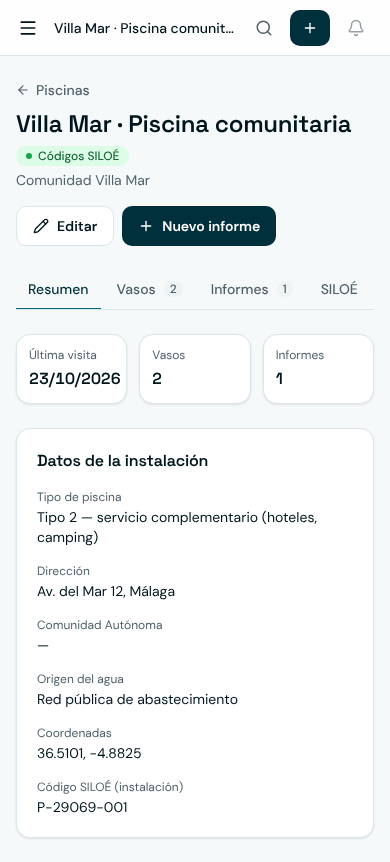 Villa Mar · Piscina comunit...
Piscinas
Villa Mar · Piscina comunitaria
Códigos SILOÉ
Comunidad Villa Mar
Editar
Nuevo informe
Resumen
Vasos 2
Informes 1
SILOÉ
Última visita
23/10/2026
Vasos
2
Informes
1
Datos de la instalación
Tipo de piscina
Tipo 2 — servicio complementario (hoteles,
camping)
Dirección
Av. del Mar 12, Málaga
Comunidad Autónoma
—
Origen del agua
Red pública de abastecimiento
Coordenadas
36.5101, -4.8825
Código SILOÉ (instalación)
P-29069-001